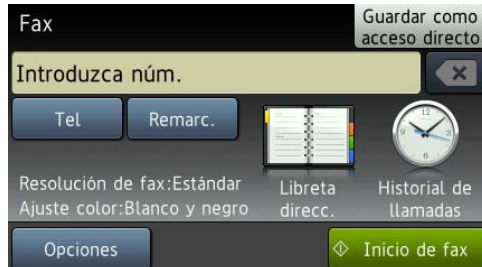 Fax
Guardar como
acceso directo
Introduzca núm.
Tel
Remarc.
Resolución de fax:Estándar
Ajuste color:Blanco y negro
Libreta
direcc.
Historial de
llamadas
Opciones
Inicio de fax